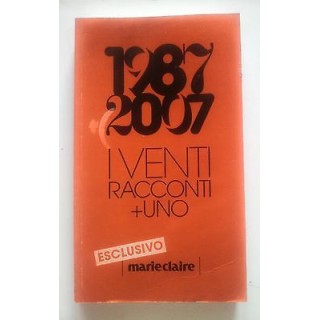 1987
2007
I VENTI
RACCONTI
+UNO
ESCLUSIVO
marie claire